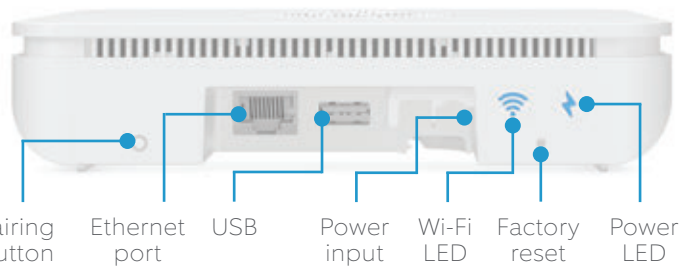 airing Ethernet USB Power Wi-Fi Factory Power
utton port input LED reset LED